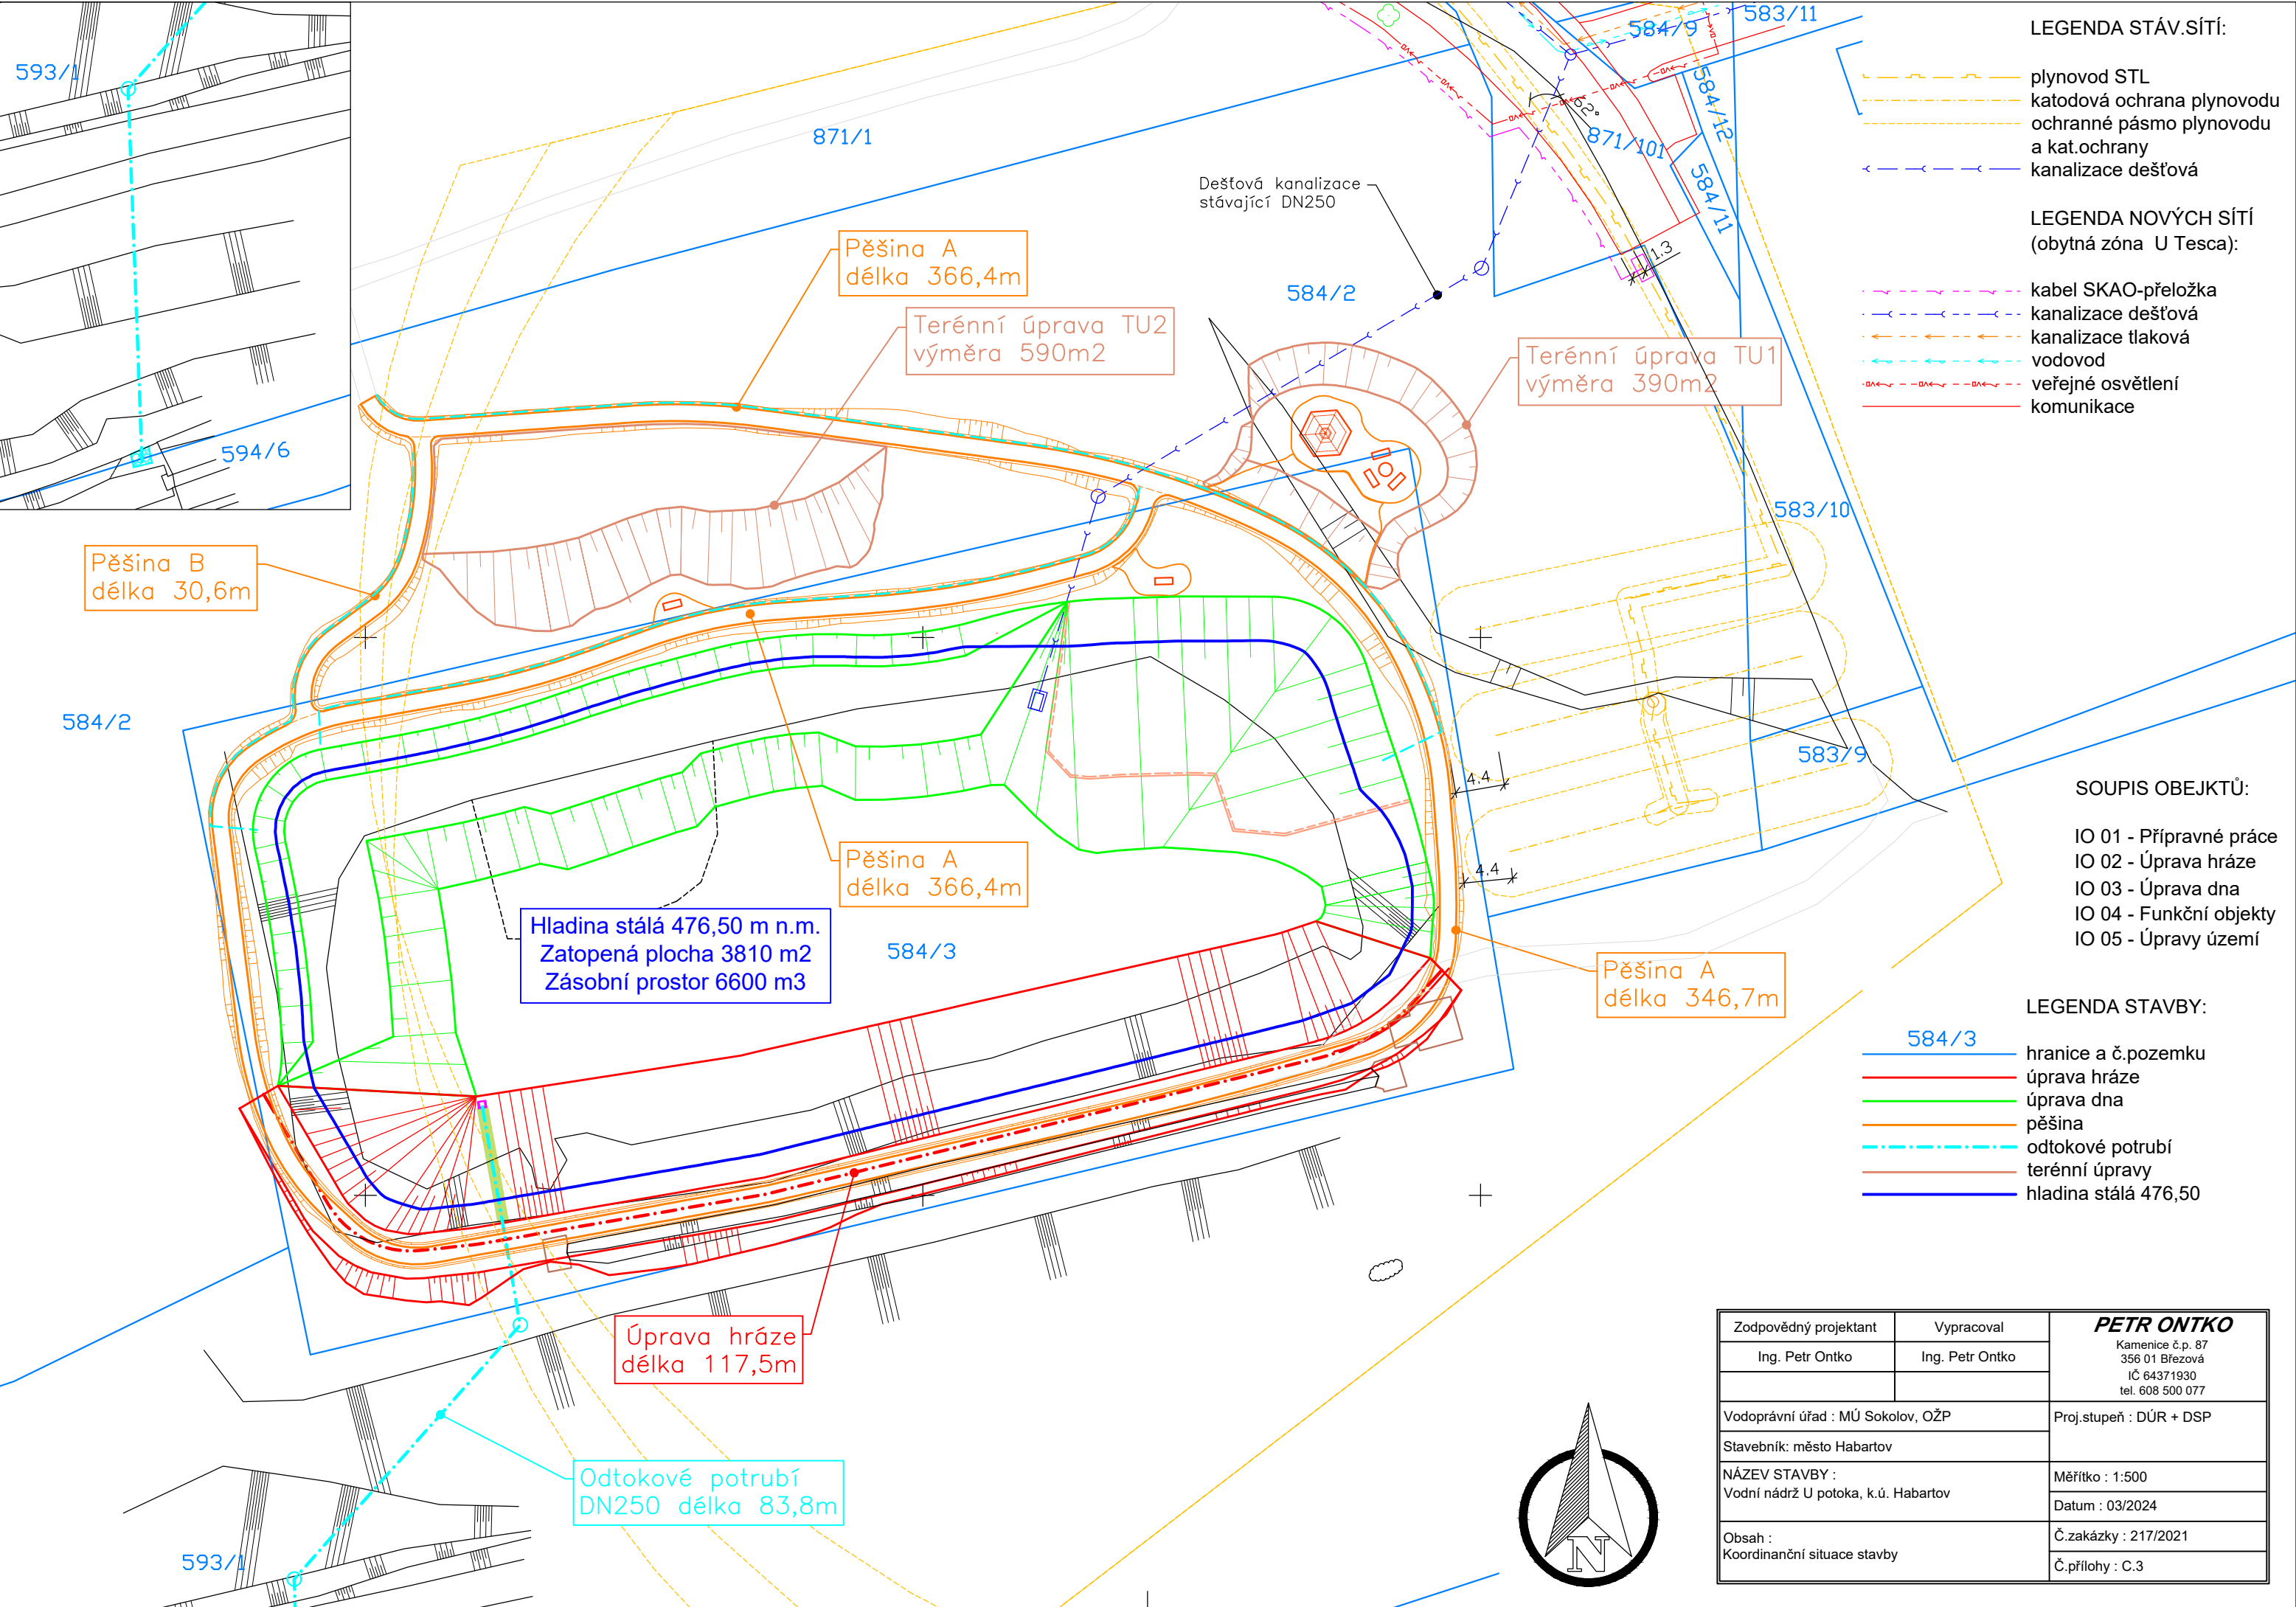 593/1
594/6
871/1
584/9
583/11
584/12
62°
871/101
584/11
1.3
Dešťová kanalizace
stávající DN250
584/2
Pěšina A
délka 366,4m
Terénní úprava TU2
výměra 590m2
Terénní úprava TU1
výměra 390m2
583/10
Pěšina B
délka 30,6m
584/2
583/9
4.4
4.4
Pěšina A
délka 366,4m
Hladina stálá 476,50 m n.m.
Zatopená plocha 3810 m2
Zásobní prostor 6600 m3
584/3
Pěšina A
délka 346,7m
Úprava hráze
délka 117,5m
Odtokové potrubí
DN250 délka 83,8m
593/1
N
LEGENDA STÁV.SÍTÍ:
plynovod STL
katodová ochrana plynovodu
ochranné pásmo plynovodu
a kat.ochrany
kanalizace dešťová
LEGENDA NOVÝCH SÍTÍ
(obytná zóna U Tesca):
kabel SKAO-přeložka
kanalizace dešťová
kanalizace tlaková
vodovod
veřejné osvětlení
komunikace
SOUPIS OBEJKTŮ:
IO 01 - Přípravné práce
IO 02 - Úprava hráze
IO 03 - Úprava dna
IO 04 - Funkční objekty
IO 05 - Úpravy území
LEGENDA STAVBY:
584/3
hranice a č.pozemku
úprava hráze
úprava dna
pěšina
odtokové potrubí
terénní úpravy
hladina stálá 476,50
Zodpovědný projektant
Vypracoval
Ing. Petr Ontko
Ing. Petr Ontko
PETR ONTKO
Kamenice č.p. 87
356 01 Březová
IČ 64371930
tel. 608 500 077
Vodoprávní úřad : MÚ Sokolov, OŽP
Proj.stupeň : DÚR + DSP
Stavebník: město Habartov
NÁZEV STAVBY :
Vodní nádrž U potoka, k.ú. Habartov
Měřítko : 1:500
Datum : 03/2024
Obsah :
Koordinanční situace stavby
Č.zakázky : 217/2021
Č.přílohy : C.3